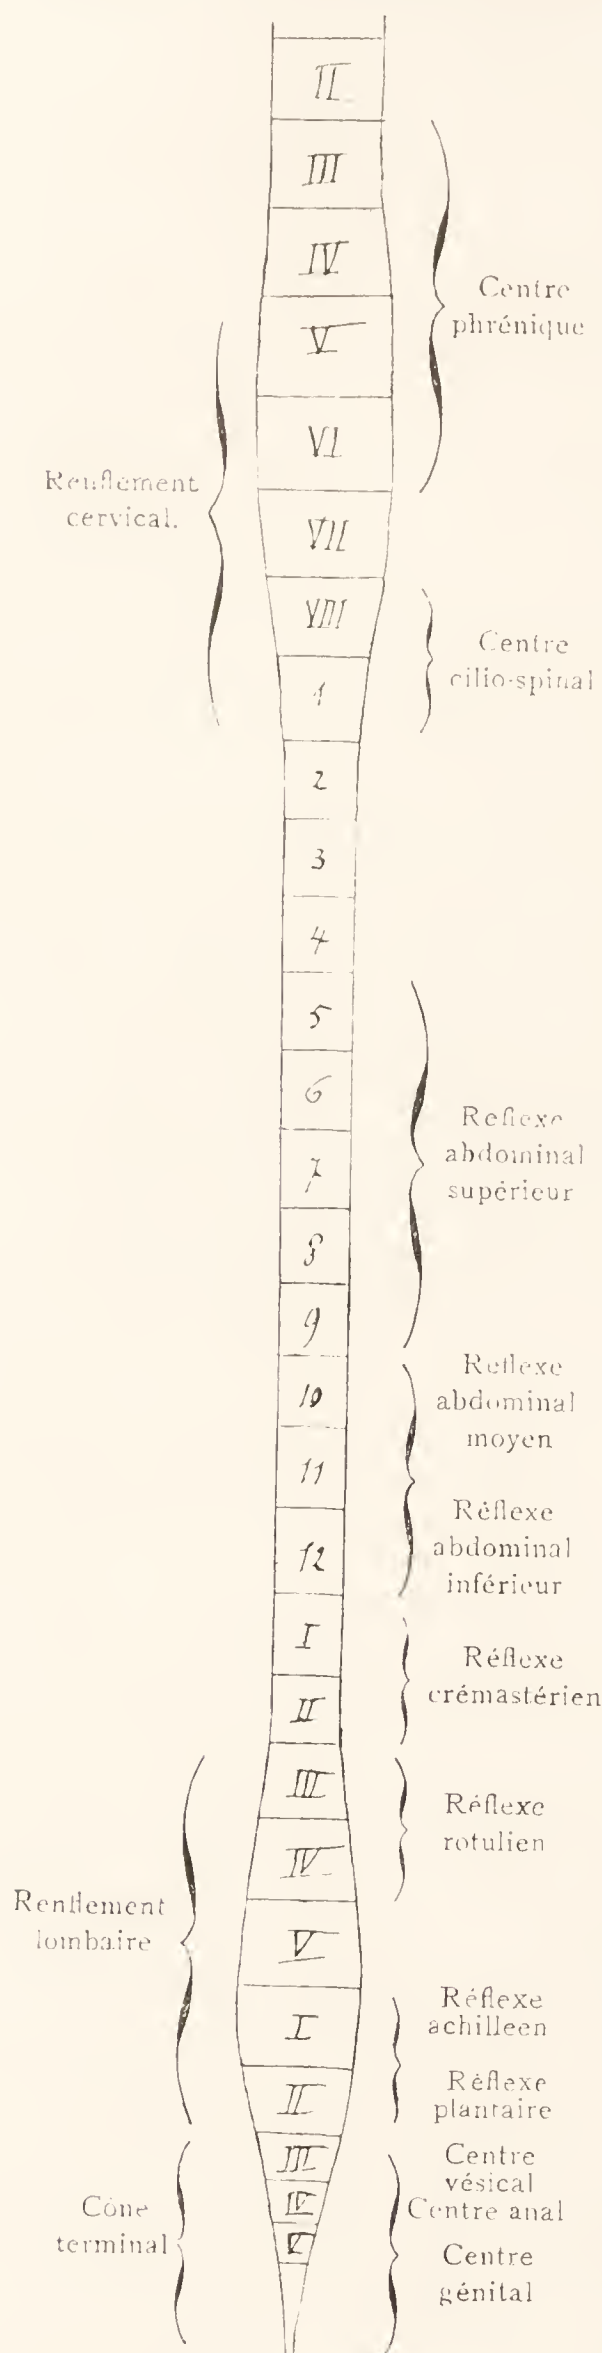 II
III
IV
Centre
phrénique
V
VI
Renflement
cervical.
VII
VIII
Centre
cilio-spinal
1
2
3
4
5
6
Reflexe
abdominal
supérieur
7
8
9
Reflexe
abdominal
moyen
10
11
Réflexe
abdominal
inférieur
12
I
Réflexe
crémastérien
II
III
Réflexe
rotulien
IV
Renflement
lombaire
V
Réflexe
achilleen
I
Réflexe
plantaire
II
III
Centre
vésical
Centre anal
IV
Cône
terminal
V
Centre
génital